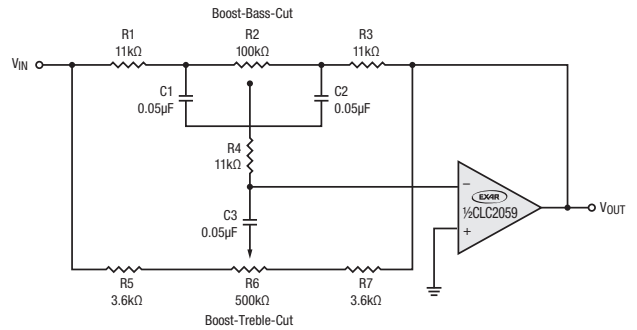 Boost-Bass-Cut
R1
11kΩ
R2
100kΩ
R3
11kΩ
VIN
C1
0.05µF
C2
0.05µF
R4
11kΩ
C3
0.05µF
–
EXAR
½CLC2059
+
VOUT
R5
3.6kΩ
R6
500kΩ
R7
3.6kΩ
Boost-Treble-Cut